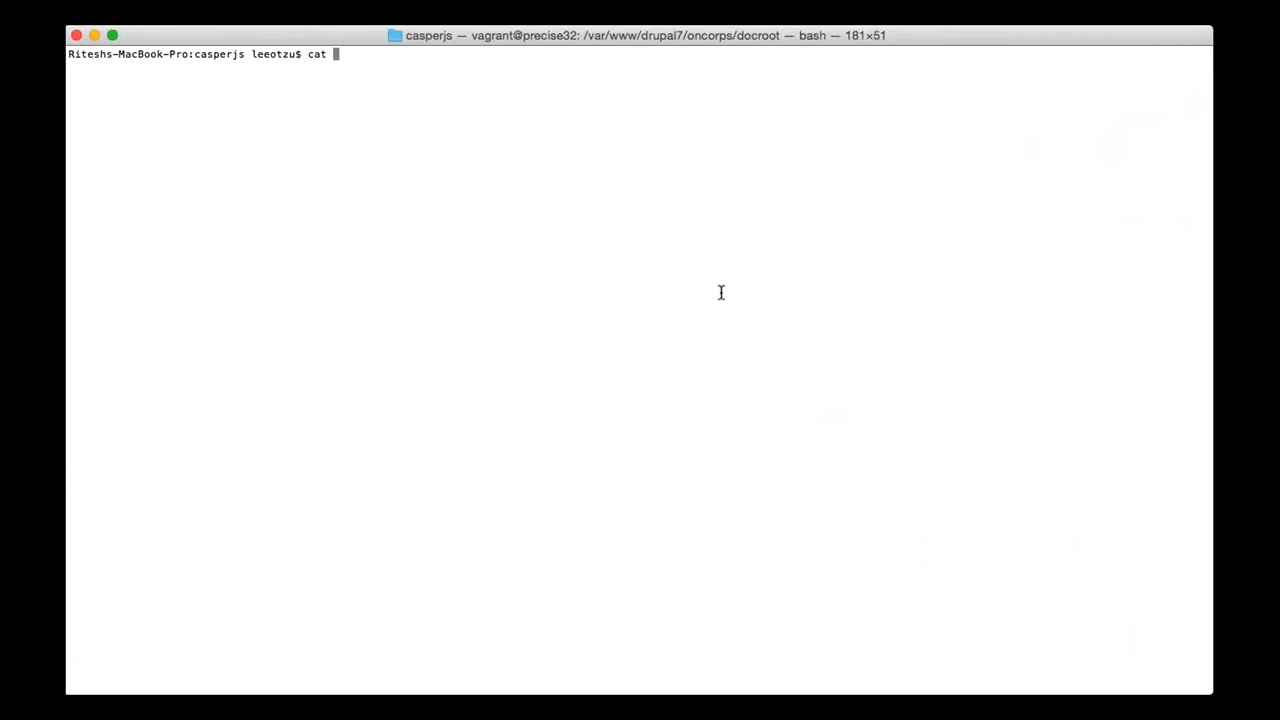 casperjs — vagrant@precise32: /var/www/drupal7/oncorps/docroot — bash — 181×51
Riteshs-MacBook-Pro:casperjs leeotzu$ cat